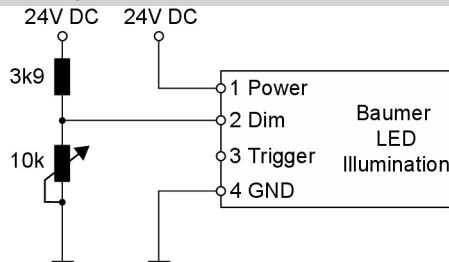 24V DC 24V DC
3k9
1 Power
2 Dim
10k
3 Trigger
4 GND
Baumer
LED
Illumination